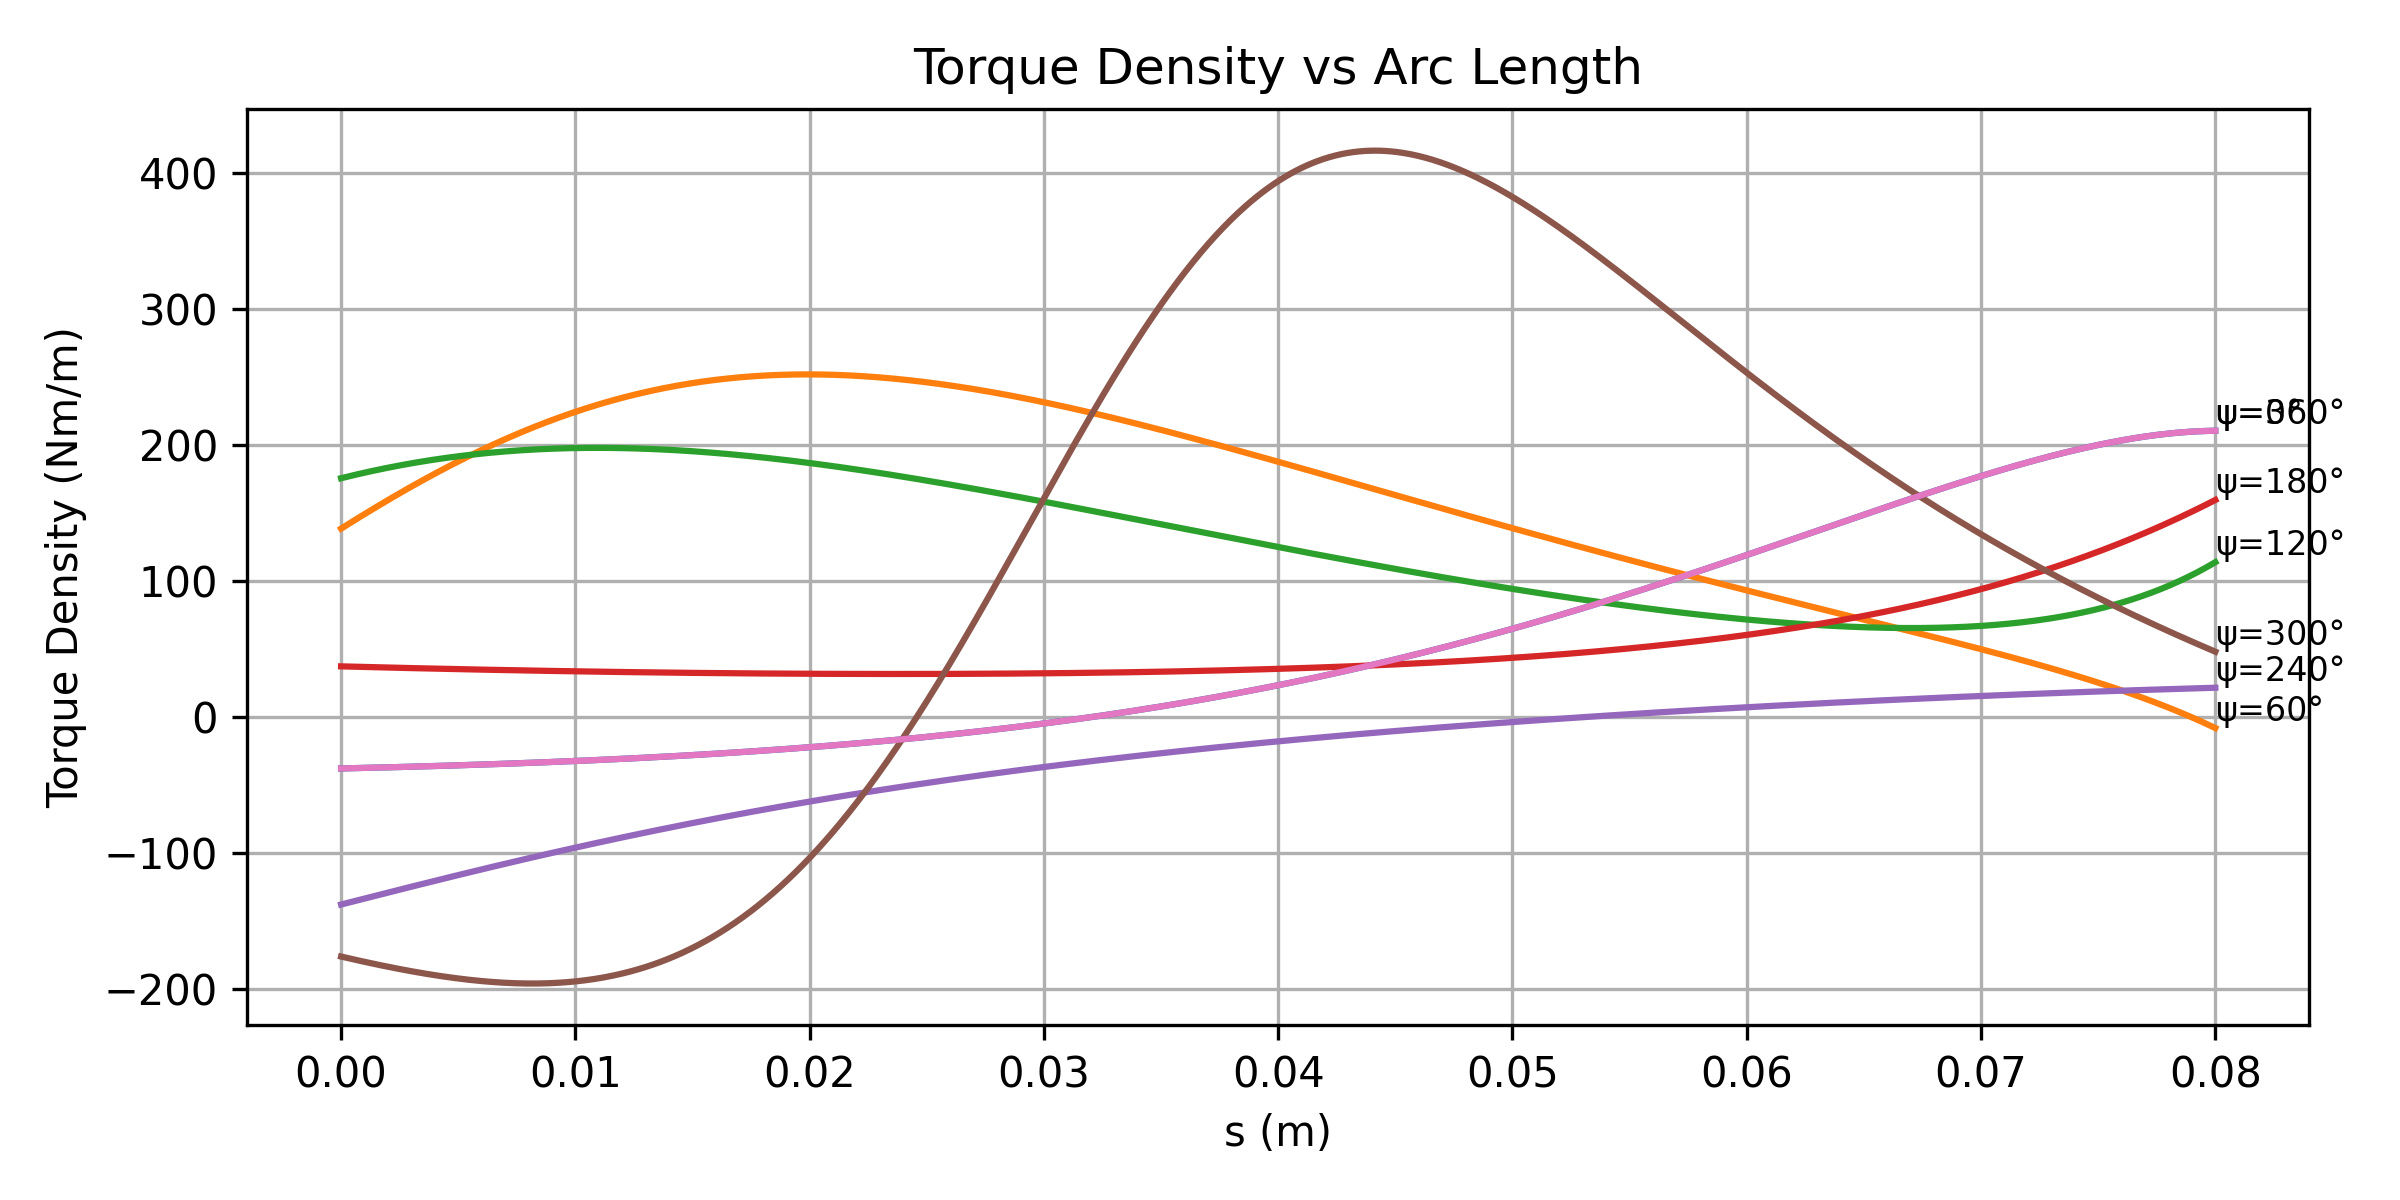 Torque Density vs Arc Length
Torque Density (Nm/m)
400
300
200
100
0
−100
−200
ψ=360°
ψ=180°
ψ=120°
ψ=300°
ψ=240°
ψ=60°
0.00 0.01 0.02 0.03 0.04 0.05 0.06 0.07 0.08
s (m)